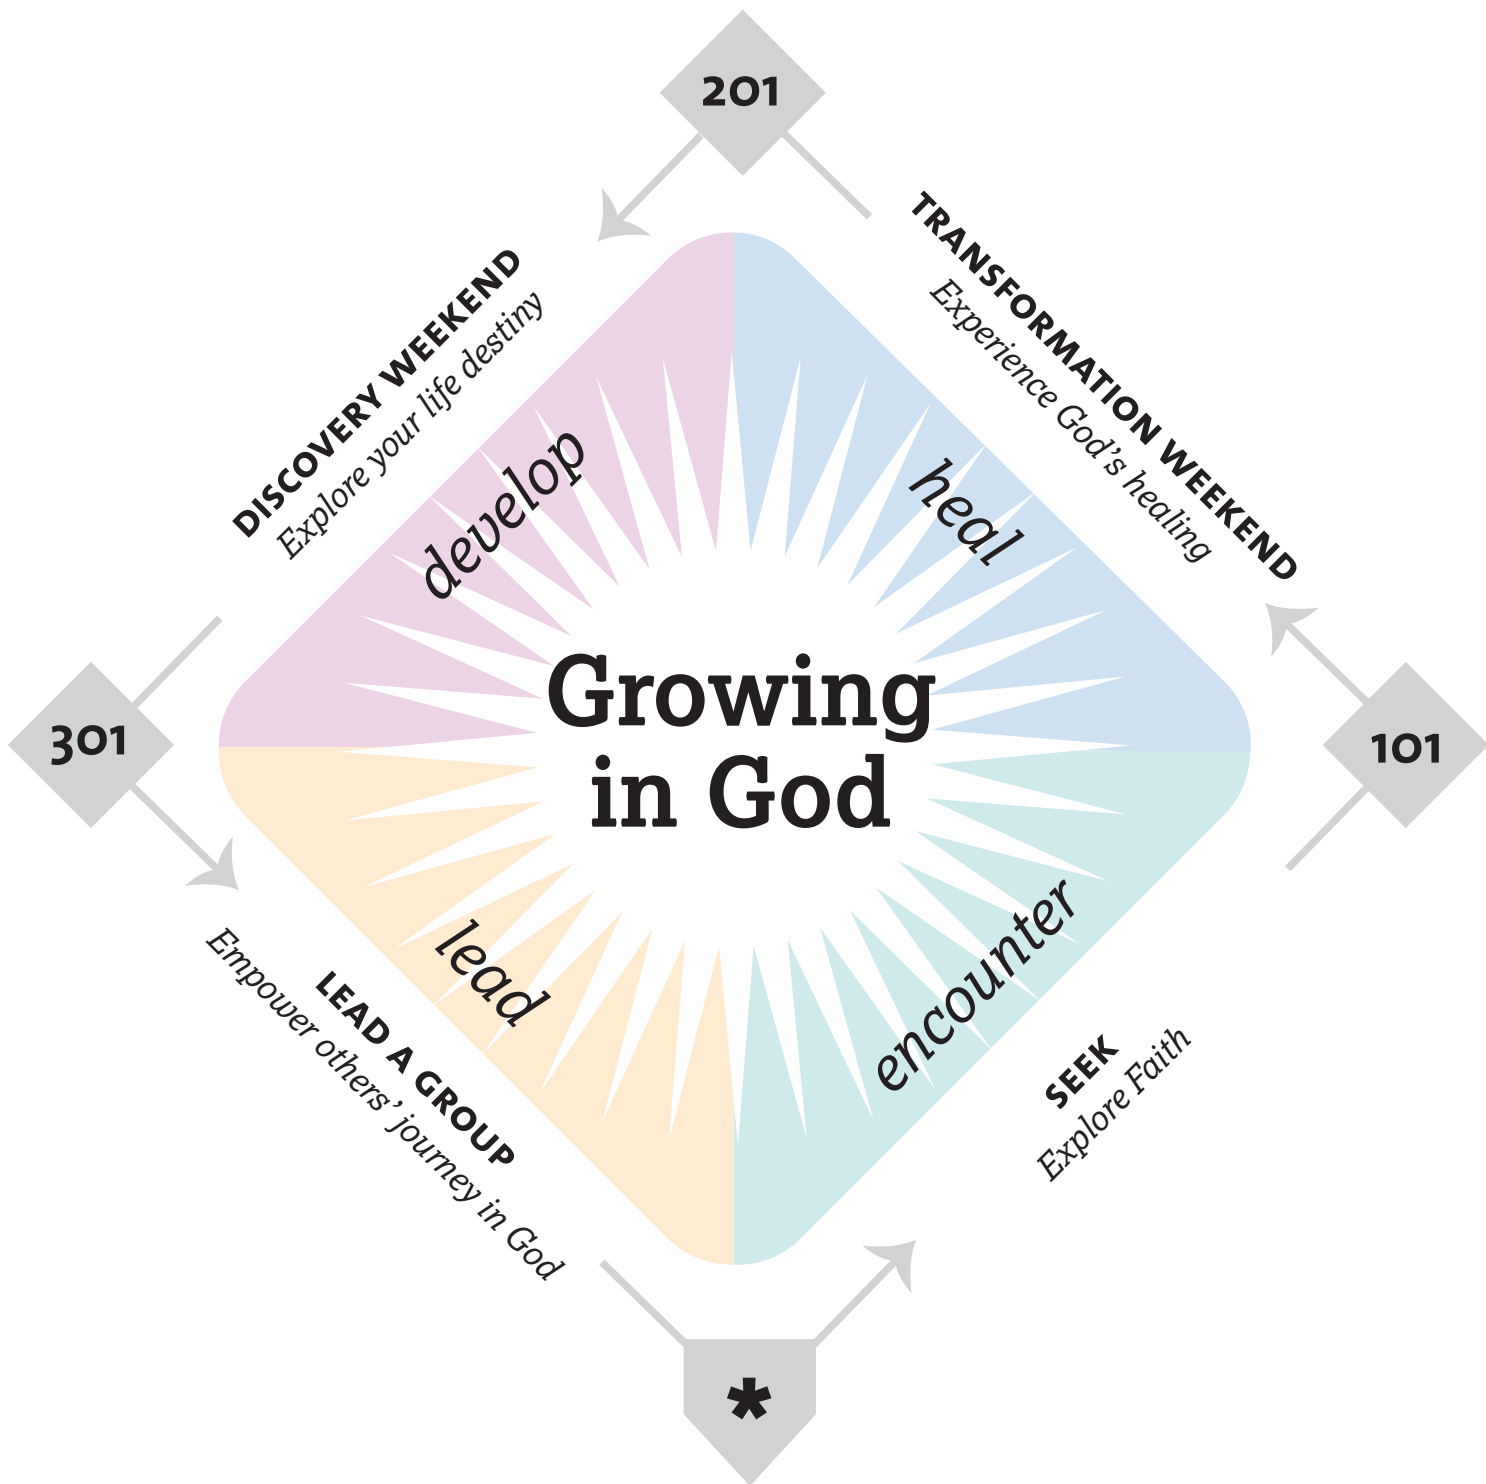 201
TRANSFORMATION WEEKEND
Experience God's healing
DISCOVERY WEEKEND
Explore your life destiny
develop
heal
Growing
in God
301
101
lead
encounter
LEAD A GROUP
Empower others’ journey in God
SEEK
Explore Faith
*